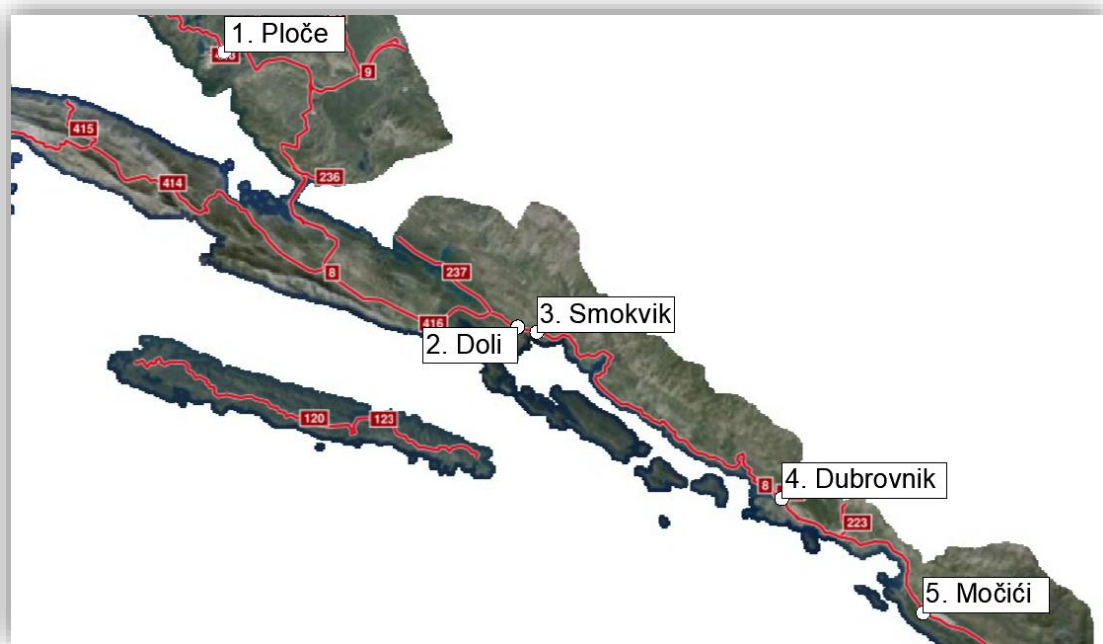 1. Ploče
9
415
236
414
237
8
416
3. Smokvik
2. Doli
120
123
8
4. Dubrovnik
223
5. Močići